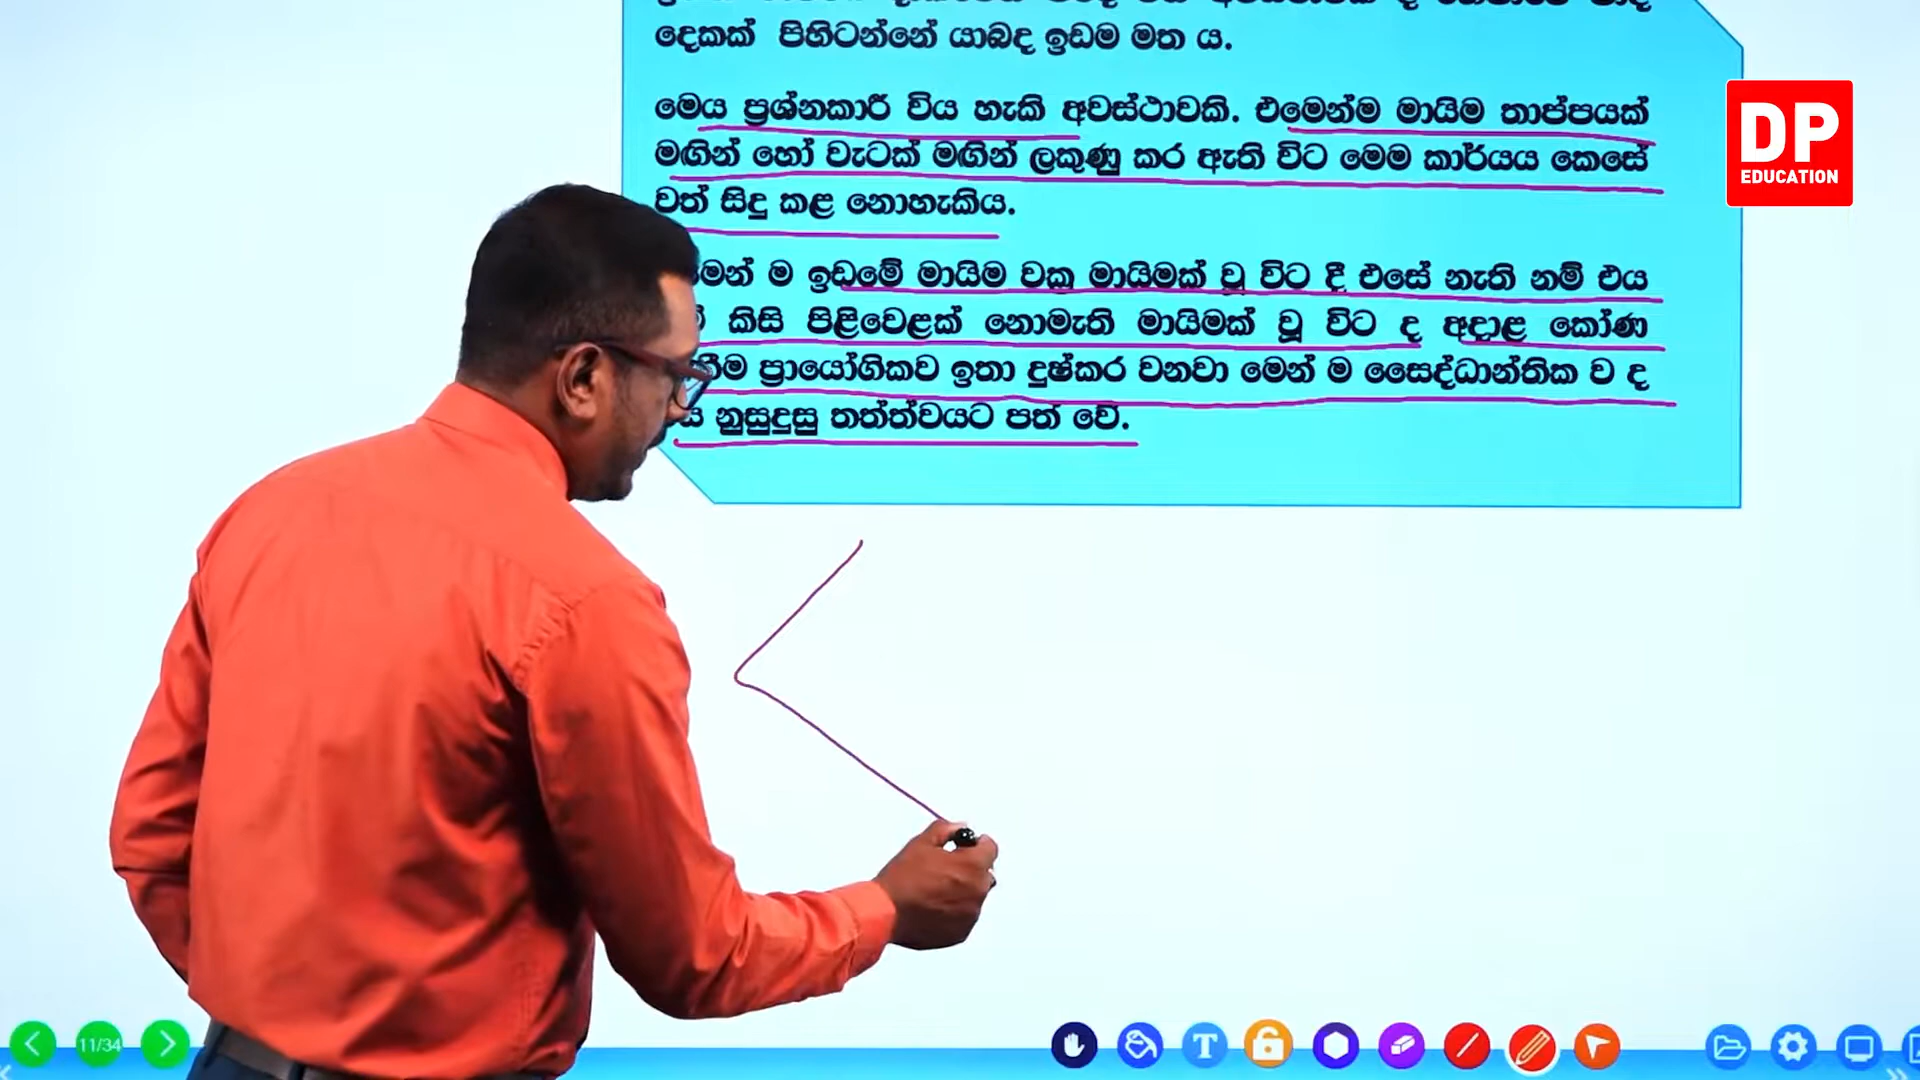 දෙකක් පිහිටන්නේ යාබද ඉඩම මත ය.
මෙය ප්‍රශ්නකාරී විය හැකි අවස්ථාවකි. එමෙන්ම මායිම තාප්පයක්
මඟින් හෝ වැටක් මඟින් ලකුණු කර ඇති විට මෙම කාර්යය කෙසේ
වත් සිදු කළ නොහැකිය.
ම ඉඩමේ මායිම වක්‍ර මායිමක් වූ විට දී එසේ නැති නම් එය
කිසි පිළිවෙළක් නොමැති මායිමක් වූ විට ද අදාළ කෝණ
ප්‍රායෝගිකව ඉතා දුෂ්කර වනවා මෙන් ම සෛද්ධාන්තික ව ද
නුසුදුසු තත්ත්වයට පත් වේ.
DP
EDUCATION
11/34
T